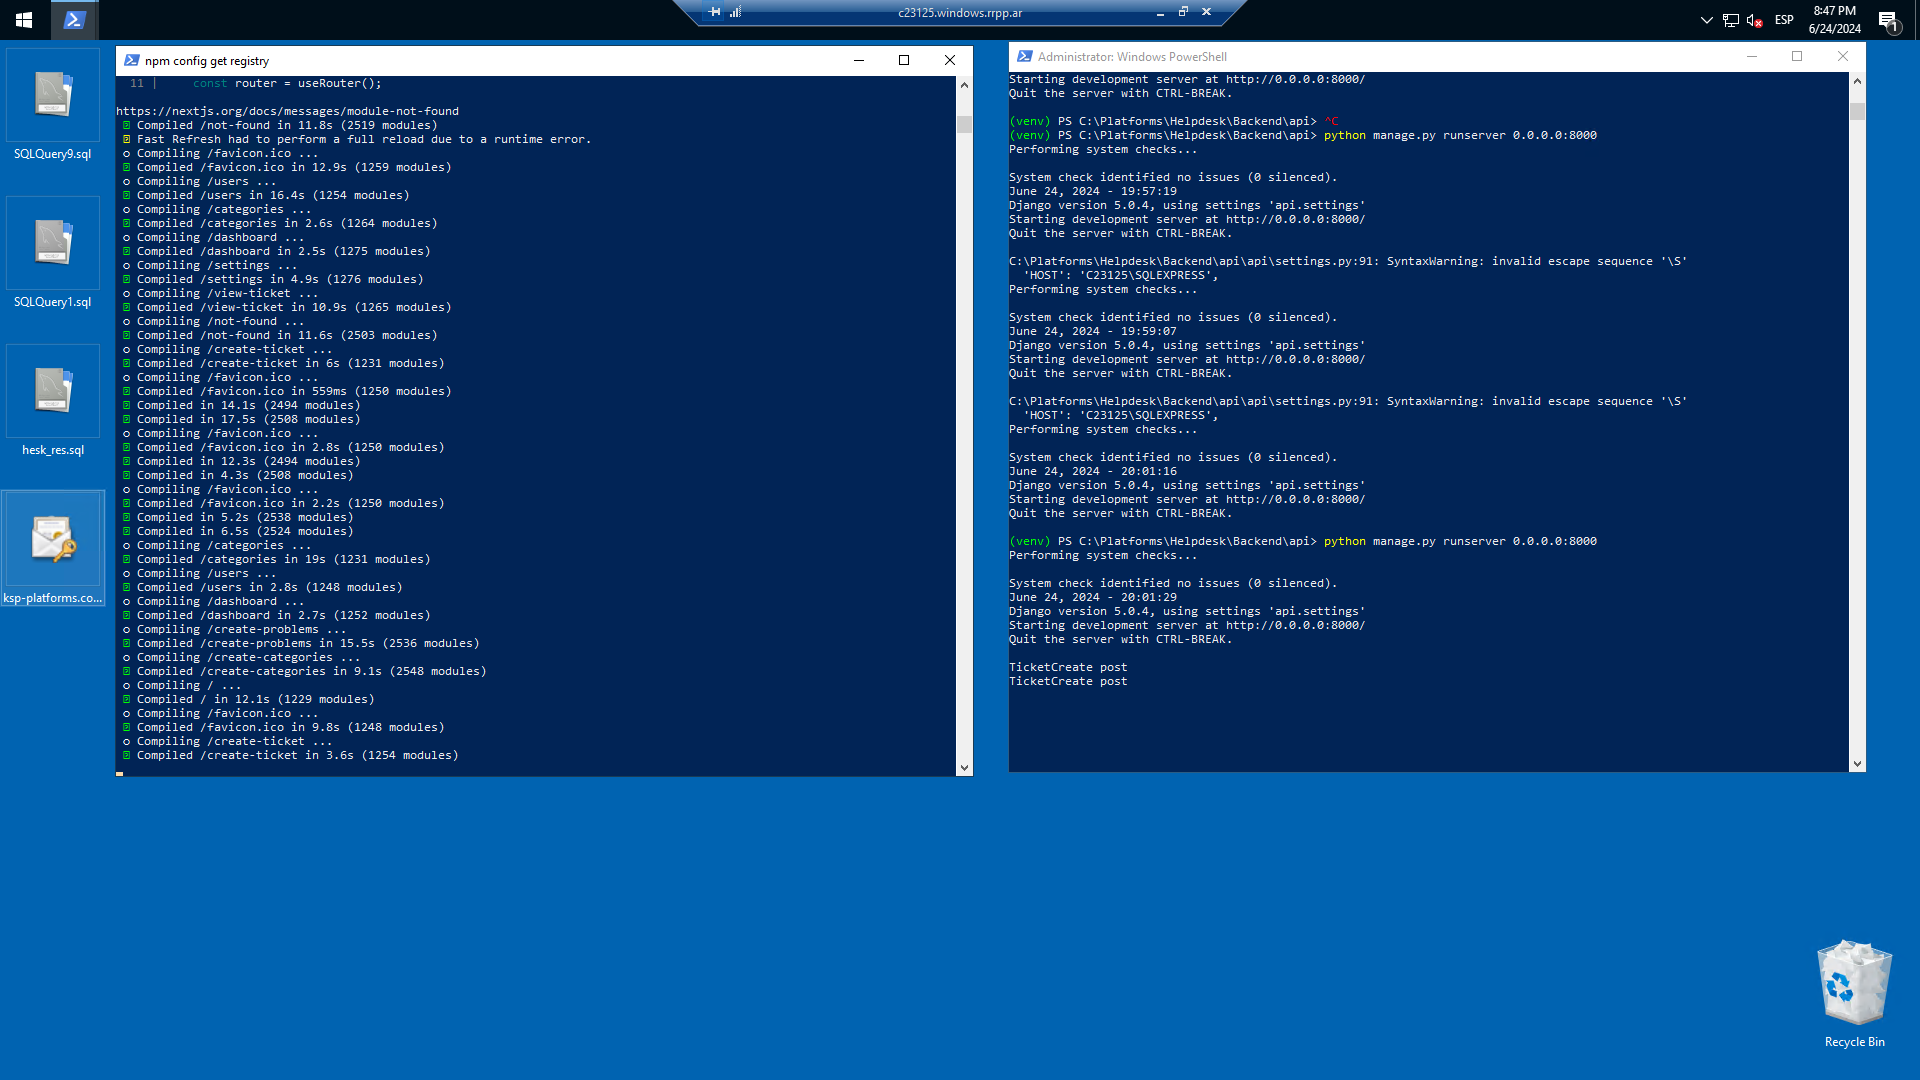 c23125.windows.rrpp.ar
ESP
8:47 PM
6/24/2024
1
SQLQuery9.sql
SQLQuery1.sql
hesk_res.sql
ksp-platforms.co...
npm config get registry
11 |     const router = useRouter();
https://nextjs.org/docs/messages/module-not-found
Compiled /not-found in 11.8s (2519 modules)
Fast Refresh had to perform a full reload due to a runtime error.
o Compiling /favicon.ico ...
Compiled /favicon.ico in 12.9s (1259 modules)
o Compiling /users ...
Compiled /users in 16.4s (1254 modules)
o Compiling /categories ...
Compiled /categories in 2.6s (1264 modules)
o Compiling /dashboard ...
Compiled /dashboard in 2.5s (1275 modules)
o Compiling /settings ...
Compiled /settings in 4.9s (1276 modules)
o Compiling /view-ticket ...
Compiled /view-ticket in 10.9s (1265 modules)
o Compiling /not-found ...
Compiled /not-found in 11.6s (2503 modules)
o Compiling /create-ticket ...
Compiled /create-ticket in 6s (1231 modules)
o Compiling /favicon.ico ...
Compiled /favicon.ico in 559ms (1250 modules)
Compiled in 14.1s (2494 modules)
Compiled in 17.5s (2508 modules)
o Compiling /favicon.ico ...
Compiled /favicon.ico in 2.8s (1250 modules)
Compiled in 12.3s (2494 modules)
Compiled in 4.3s (2508 modules)
o Compiling /favicon.ico ...
Compiled /favicon.ico in 2.2s (1250 modules)
Compiled in 5.2s (2538 modules)
Compiled in 6.5s (2524 modules)
o Compiling /categories ...
Compiled /categories in 19s (1231 modules)
o Compiling /users ...
Compiled /users in 2.8s (1248 modules)
o Compiling /dashboard ...
Compiled /dashboard in 2.7s (1252 modules)
o Compiling /create-problems ...
Compiled /create-problems in 15.5s (2536 modules)
o Compiling /create-categories ...
Compiled /create-categories in 9.1s (2548 modules)
o Compiling / ...
Compiled / in 12.1s (1229 modules)
o Compiling /favicon.ico ...
Compiled /favicon.ico in 9.8s (1248 modules)
o Compiling /create-ticket ...
Compiled /create-ticket in 3.6s (1254 modules)
Administrator: Windows PowerShell
Starting development server at http://0.0.0.0:8000/
Quit the server with CTRL-BREAK.
(venv) PS C:\Platforms\Helpdesk\Backend\api> ^C
(venv) PS C:\Platforms\Helpdesk\Backend\api> python manage.py runserver 0.0.0.0:8000
Performing system checks...
System check identified no issues (0 silenced).
June 24, 2024 - 19:57:19
Django version 5.0.4, using settings 'api.settings'
Starting development server at http://0.0.0.0:8000/
Quit the server with CTRL-BREAK.
C:\Platforms\Helpdesk\Backend\api\api\settings.py:91: SyntaxWarning: invalid escape sequence '\S'
'HOST': 'C23125\SQLEXPRESS',
Performing system checks...
System check identified no issues (0 silenced).
June 24, 2024 - 19:59:07
Django version 5.0.4, using settings 'api.settings'
Starting development server at http://0.0.0.0:8000/
Quit the server with CTRL-BREAK.
C:\Platforms\Helpdesk\Backend\api\api\settings.py:91: SyntaxWarning: invalid escape sequence '\S'
'HOST': 'C23125\SQLEXPRESS',
Performing system checks...
System check identified no issues (0 silenced).
June 24, 2024 - 20:01:16
Django version 5.0.4, using settings 'api.settings'
Starting development server at http://0.0.0.0:8000/
Quit the server with CTRL-BREAK.
(venv) PS C:\Platforms\Helpdesk\Backend\api> python manage.py runserver 0.0.0.0:8000
Performing system checks...
System check identified no issues (0 silenced).
June 24, 2024 - 20:01:29
Django version 5.0.4, using settings 'api.settings'
Starting development server at http://0.0.0.0:8000/
Quit the server with CTRL-BREAK.
TicketCreate post
TicketCreate post
Recycle Bin